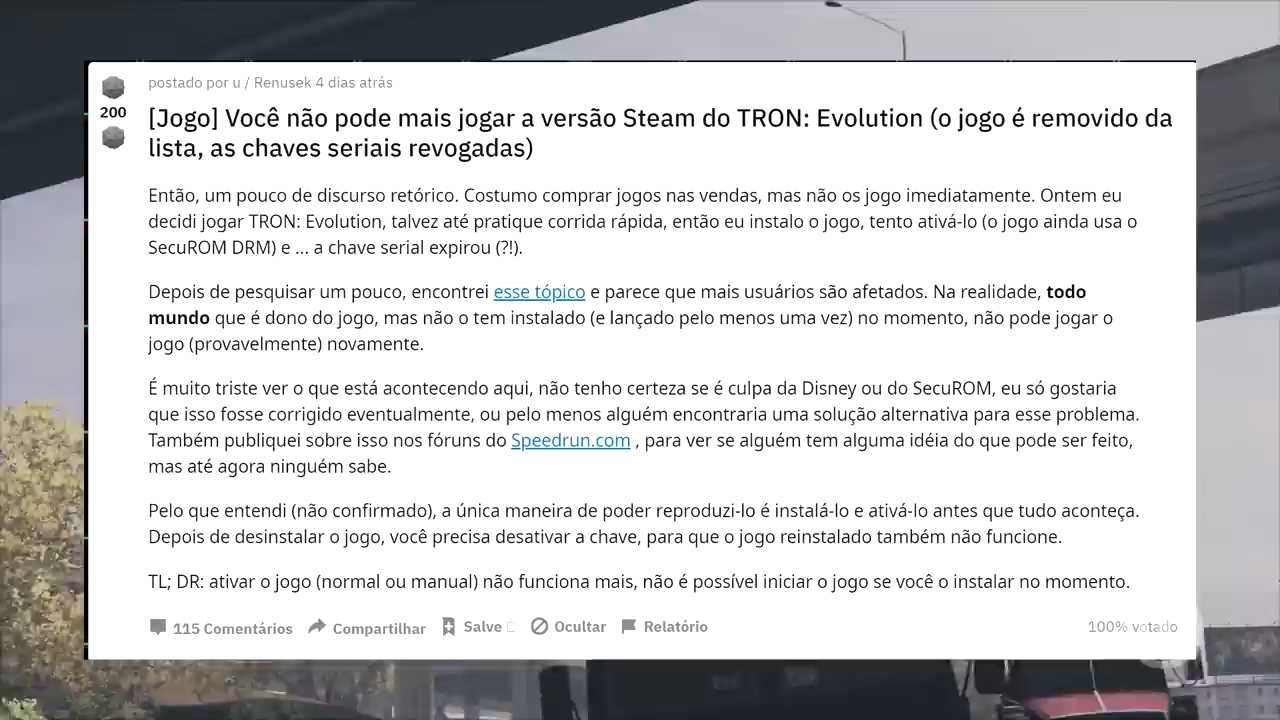 postado por u / Renusek 4 dias atrás
200
[Jogo] Você não pode mais jogar a versão Steam do TRON: Evolution (o jogo é removido da
lista, as chaves seriais revogadas)
Então, um pouco de discurso retórico. Costumo comprar jogos nas vendas, mas não os jogo imediatamente. Ontem eu
decidi jogar TRON: Evolution, talvez até pratique corrida rápida, então eu instalo o jogo, tento ativá-lo (o jogo ainda usa o
SecuROM DRM) e ... a chave serial expirou (?!).
Depois de pesquisar um pouco, encontrei esse tópico e parece que mais usuários são afetados. Na realidade, todo
mundo que é dono do jogo, mas não o tem instalado (e lançado pelo menos uma vez) no momento, não pode jogar o
jogo (provavelmente) novamente.
É muito triste ver o que está acontecendo aqui, não tenho certeza se é culpa da Disney ou do SecuROM, eu só gostaria
que isso fosse corrigido eventualmente, ou pelo menos alguém encontraria uma solução alternativa para esse problema.
Também publiquei sobre isso nos fóruns do Speedrun.com , para ver se alguém tem alguma idéia do que pode ser feito,
mas até agora ninguém sabe.
Pelo que entendi (não confirmado), a única maneira de poder reproduzi-lo é instalá-lo e ativá-lo antes que tudo aconteça.
Depois de desinstalar o jogo, você precisa desativar a chave, para que o jogo reinstalado também não funcione.
TL; DR: ativar o jogo (normal ou manual) não funciona mais, não é possível iniciar o jogo se você o instalar no momento.
115 Comentários Compartilhar Salve Ocultar Relatório 100% votado